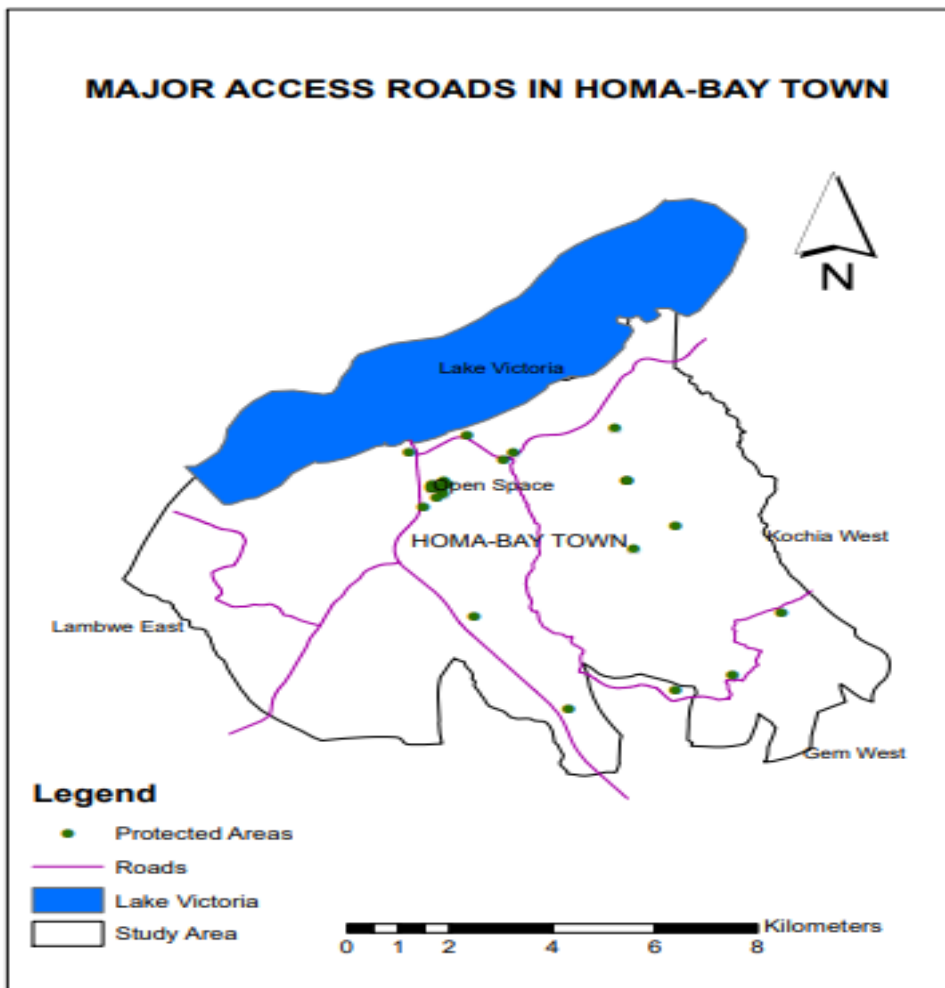 MAJOR ACCESS ROADS IN HOMA-BAY TOWN
N
Lake Victoria
Open Space
HOMA-BAY TOWN
Kochia West
Lambwe East
Gem West
Legend
Protected Areas
Roads
Lake Victoria
Study Area
Kilometers
0 1 2 4 6 8